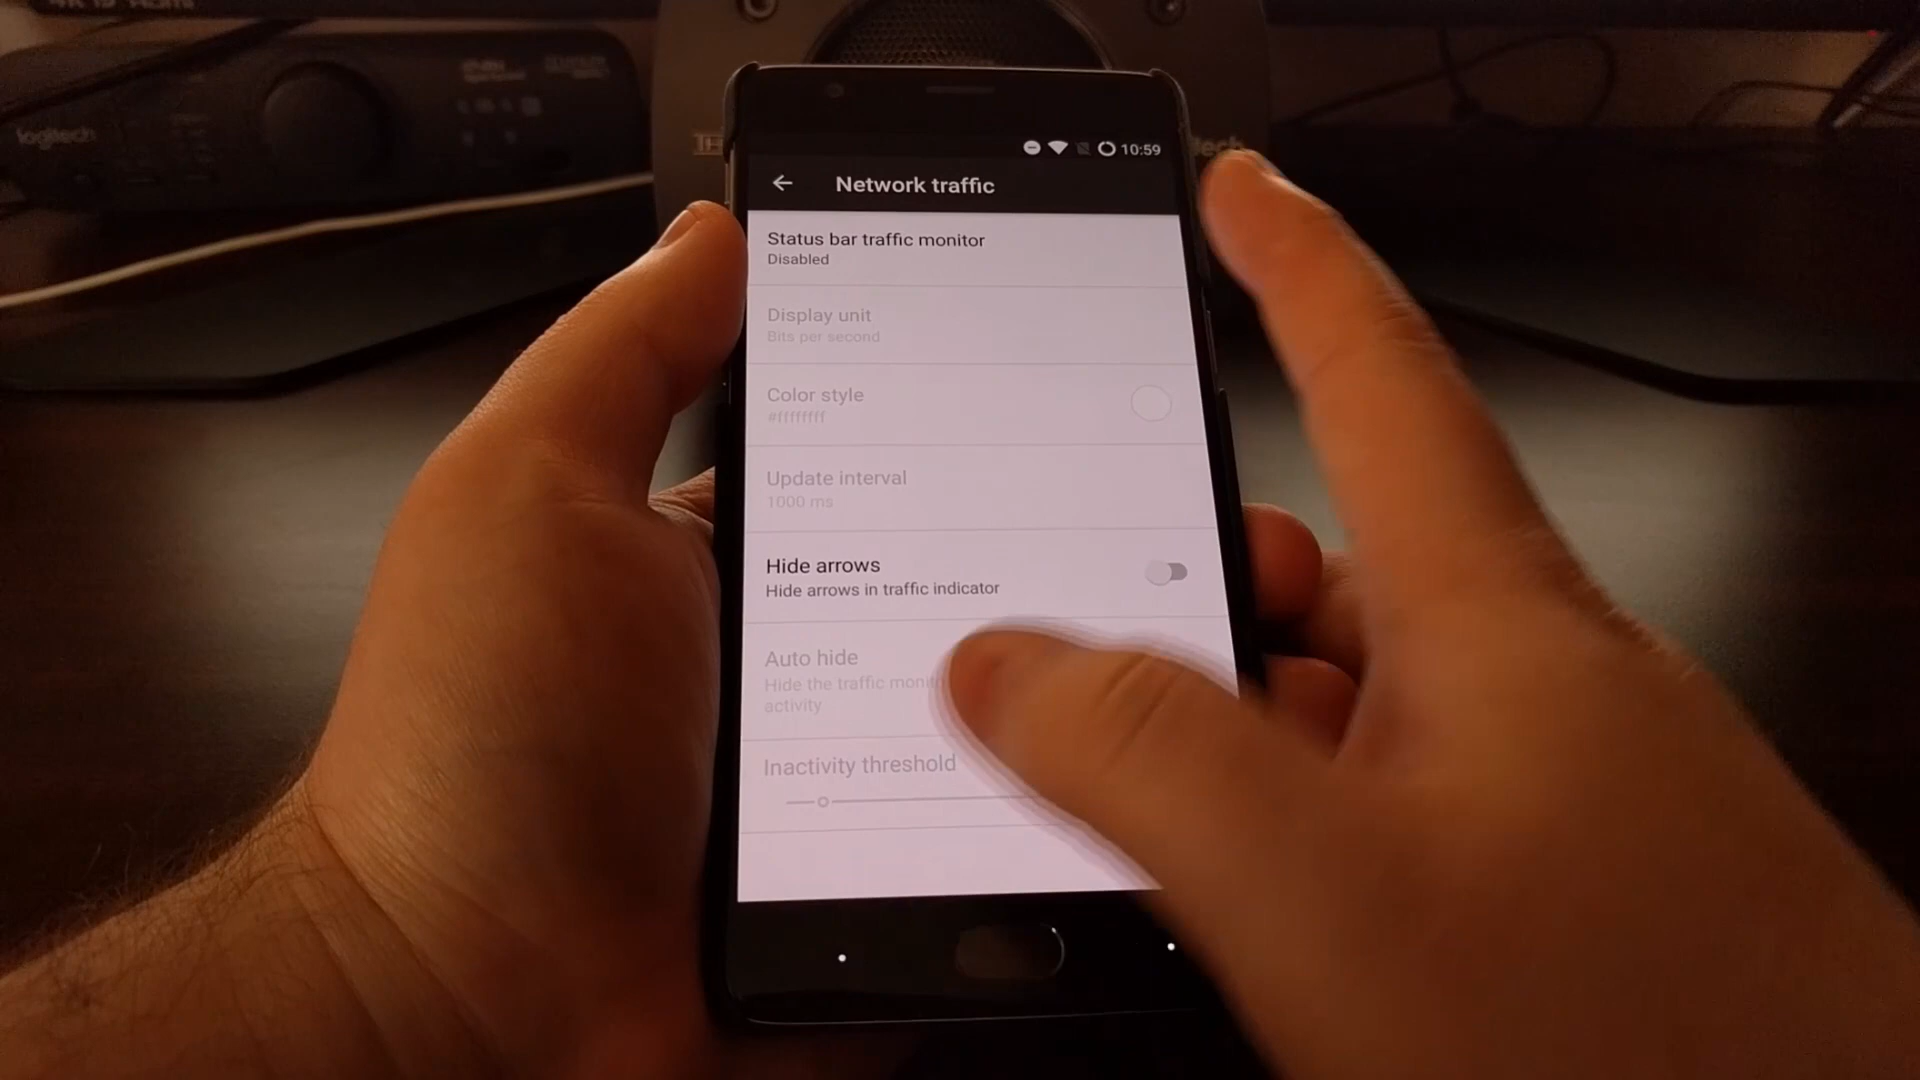 logitech
10:59
Network traffic
Status bar traffic monitor
Disabled
Display unit
Bits per second
Color style
#ffffffff
Update interval
1000 ms
Hide arrows
Hide arrows in traffic indicator
Auto hide
Hide the traffic
activity
Inactivity threshold